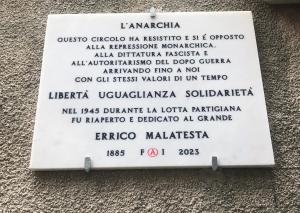 L'ANARCHIA
QUESTO CIRCOLO HA RESISTITO E SI È OPPOSTO
ALLA REPRESSIONE MONARCHICA,
ALLA DITTATURA FASCISTA E
ALL'AUTORITARISMO DEL DOPO GUERRA
ARRIVANDO FINO A NOI
CON GLI STESSI VALORI DI UN TEMPO
LIBERTÀ UGUAGLIANZA SOLIDARIETÀ
NEL 1945 DURANTE LA LOTTA PARTIGIANA
FU RIAPERTO E DEDICATO AL GRANDE
ERRICO MALATESTA
1885 F A I 2023